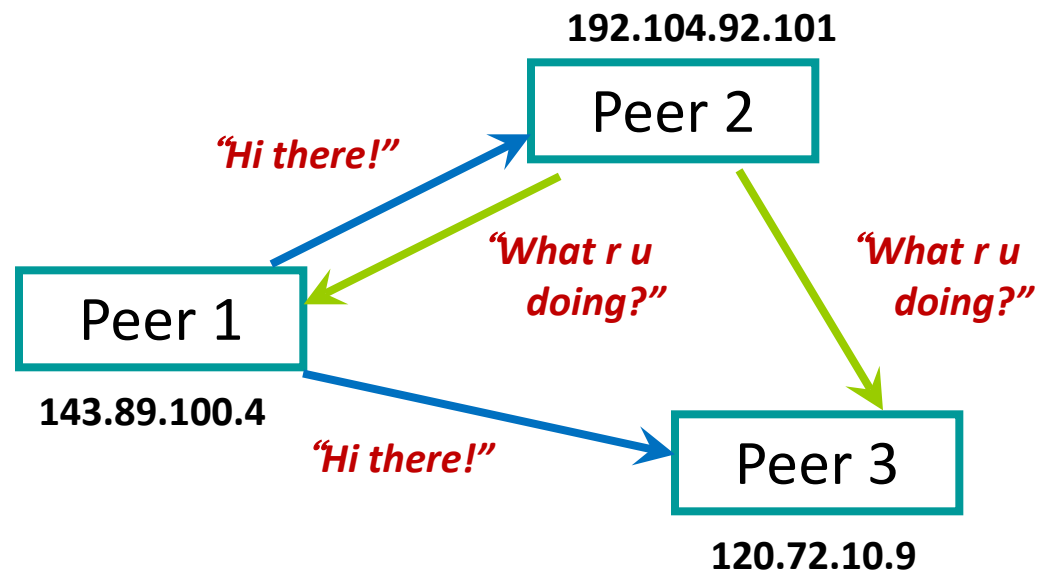 192.104.92.101
Peer 2
“Hi there!”
“What r u
doing?”
“What r u
doing?”
Peer 1
143.89.100.4
“Hi there!”
Peer 3
120.72.10.9